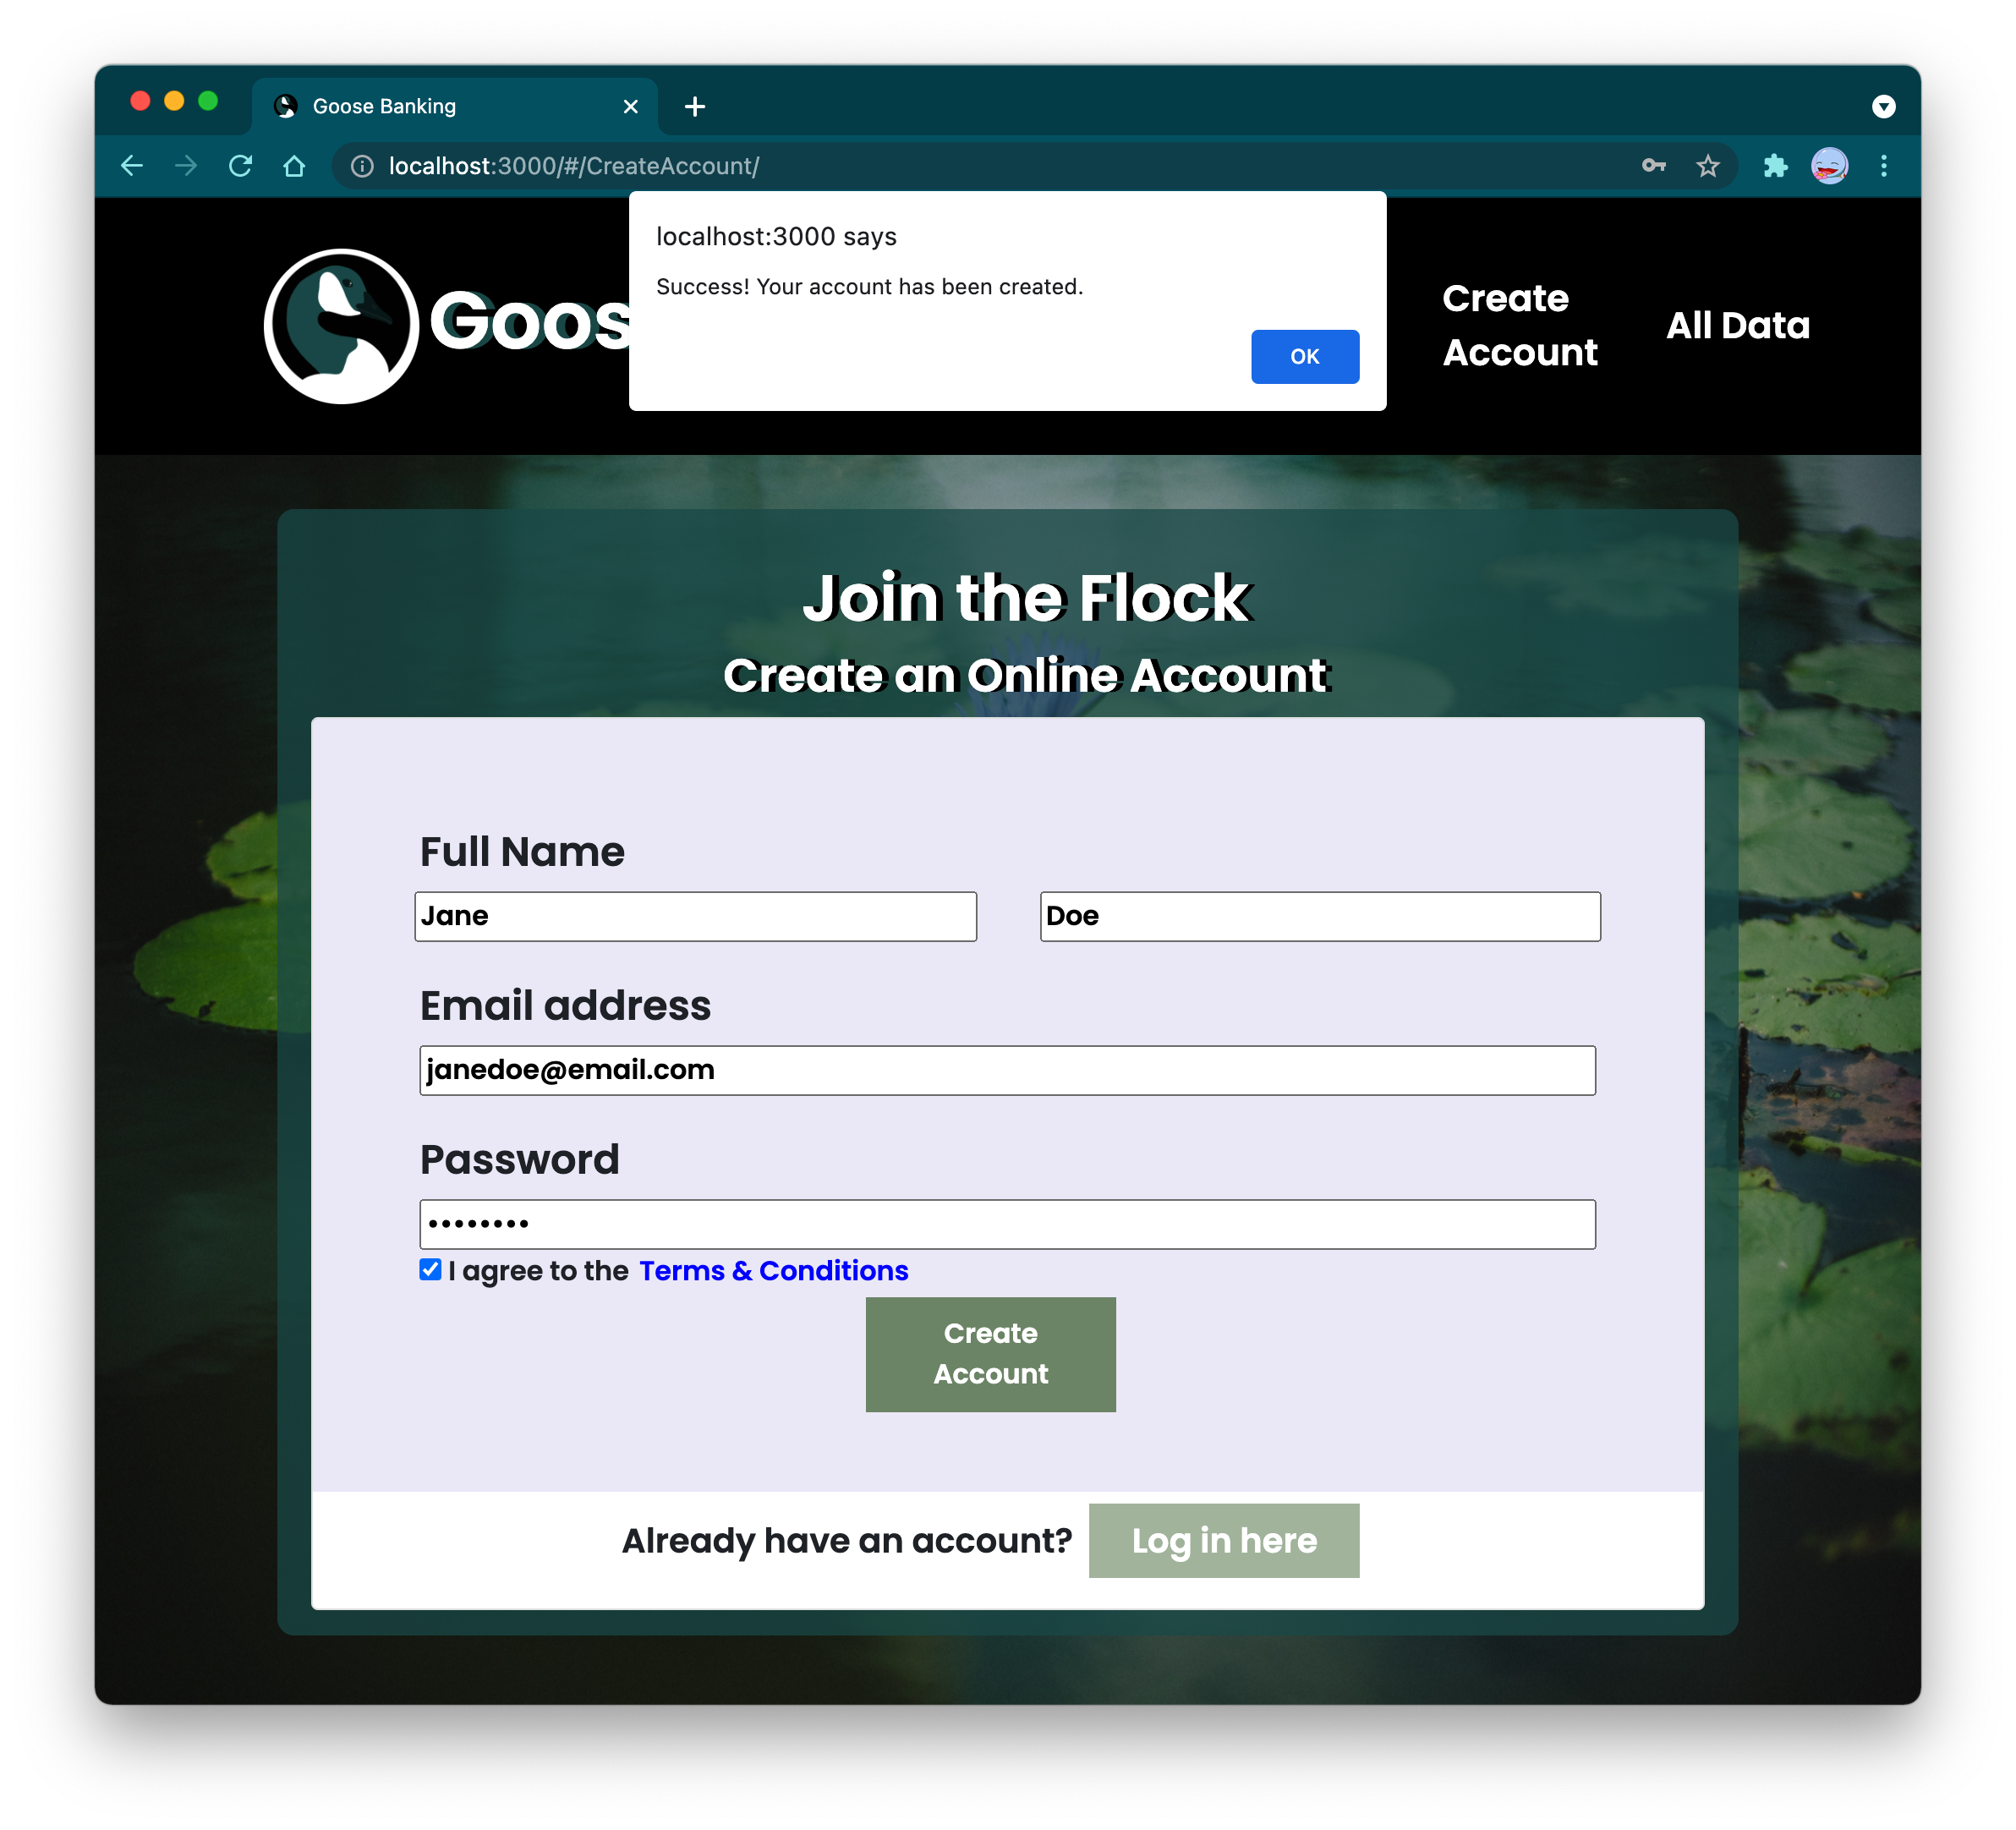 Goose Banking
localhost:3000/#/CreateAccount/
localhost:3000 says
Success! Your account has been created.
OK
Goos
Create
Account
All Data
Join the Flock
Create an Online Account
Full Name
Jane
Doe
Email address
janedoe@email.com
Password
••••••••
I agree to the Terms & Conditions
Create
Account
Already have an account?
Log in here